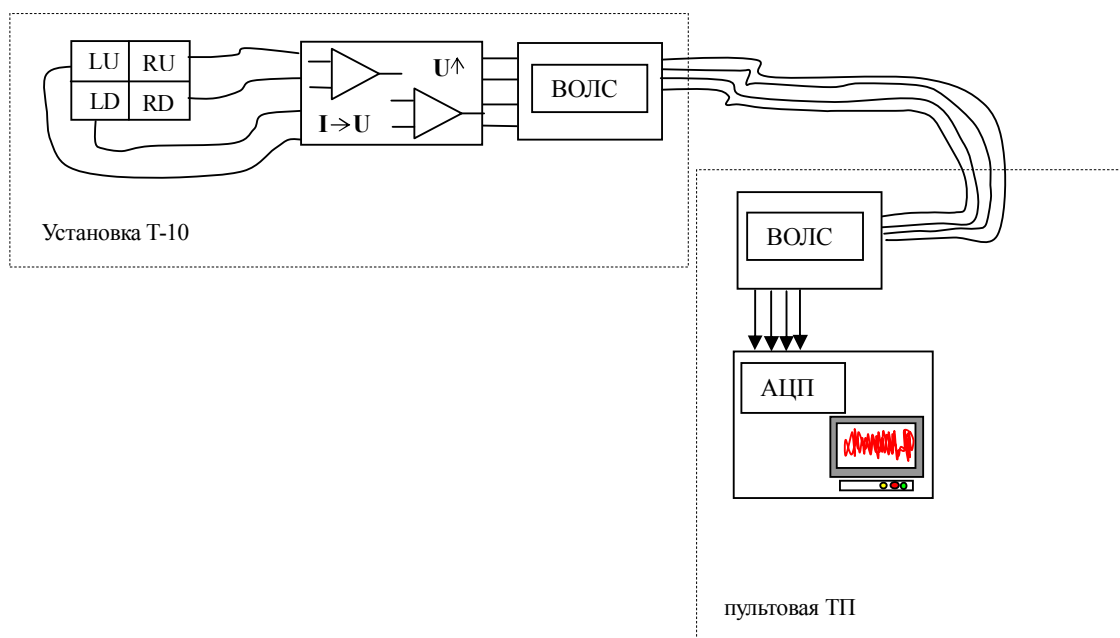 LU RU
LD RD
I→U
U↑
ВОЛС
Установка Т-10
ВОЛС
АЦП
пультовая ТП